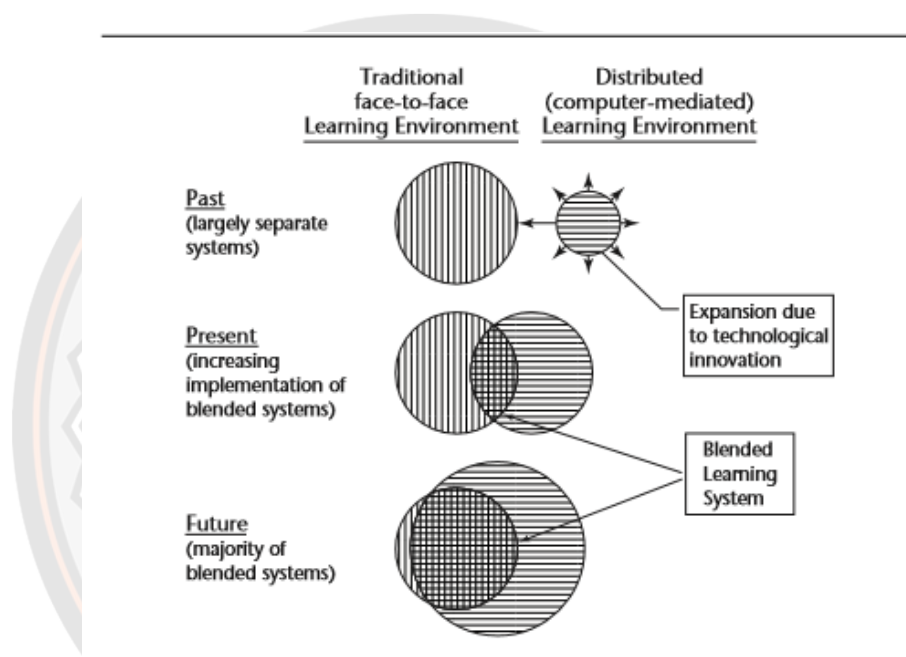 Traditional
face-to-face
Learning Environment
Distributed
(computer-mediated)
Learning Environment
Past
(largely separate
systems)
Expansion due
to technological
innovation
Present
(increasing
implementation of
blended systems)
Blended
Learning
System
Future
(majority of
blended systems)